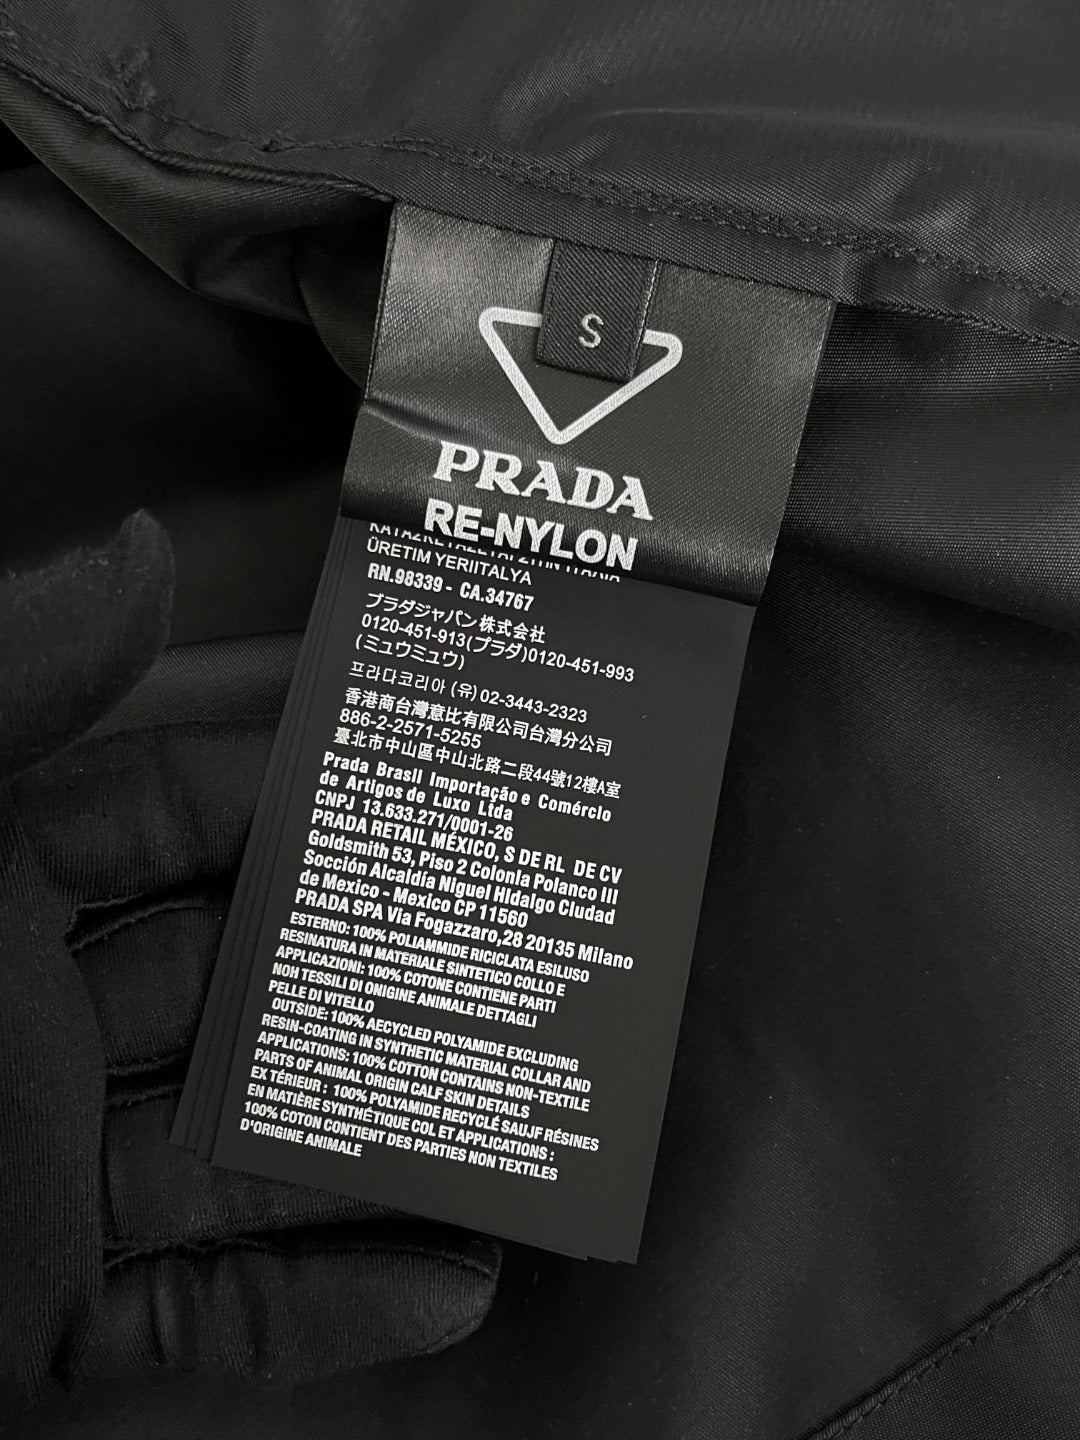 S
PRADA
RE-NYLON
ÜRETIM YERIITALYA
RN.98339 - CA.34767
プラダジャパン株式会社
0120-451-913(プラダ)0120-451-993
(ミュウミュウ)
프라다코리아 (유) 02-3443-2323
香港商台灣意比有限公司台灣分公司
886-2-2571-5255
臺北市中山區中山北路二段44號12樓A室
Prada Brasil Importação e Comércio
de Artigos de Luxo Ltda
CNPJ 13.633.271/0001-26
PRADA RETAIL MÉXICO, S DE RL DE CV
Goldsmith 53, Piso 2 Colonla Polanco III
Socción Alcaldía Niguel Hidalgo Ciudad
de Mexico - Mexico CP 11560
PRADA SPA Via Fogazzaro,28 20135 Milano
ESTERNO: 100% POLIAMMIDE RICICLATA ESILUSO
RESINATURA IN MATERIALE SINTETICO COLLO E
APPLICAZIONI: 100% COTONE CONTIENE PARTI
NOH TESSILI DI ORIGINE ANIMALE DETTAGLI
PELLE DI VITELLO
OUTSIDE: 100% AECYCLED POLYAMIDE EXCLUDING
RESIN-COATING IN SYNTHETIC MATERIAL COLLAR AND
APPLICATIONS: 100% COTTON CONTAINS NON-TEXTILE
PARTS OF ANIMAL ORIGIN CALF SKIN DETAILS
EX TÉRIEUR : 100% POLYAMIDE RECYCLÉ SAUJF RÉSINES
EN MATIÈRE SYNTHÉTIQUE COL ET APPLICATIONS :
100% COTON CONTIENT DES PARTIES NON TEXTILES
D'ORIGINE ANIMALE